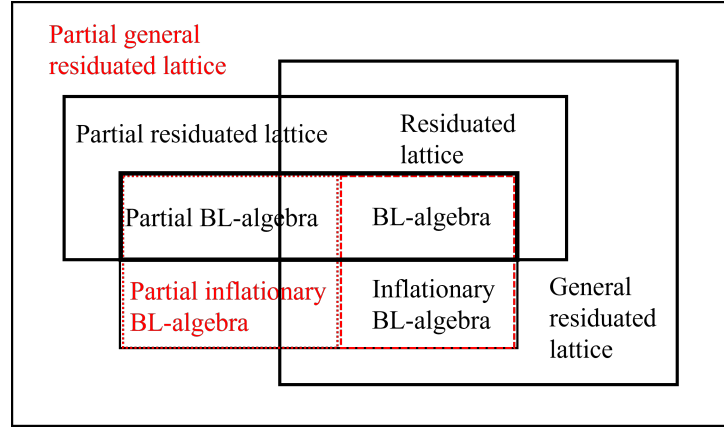 Partial general
residuated lattice
Partial residuated lattice
Residuated
lattice
Partial BL-algebra
BL-algebra
Partial inflationary
BL-algebra
Inflationary
BL-algebra
General
residuated
lattice